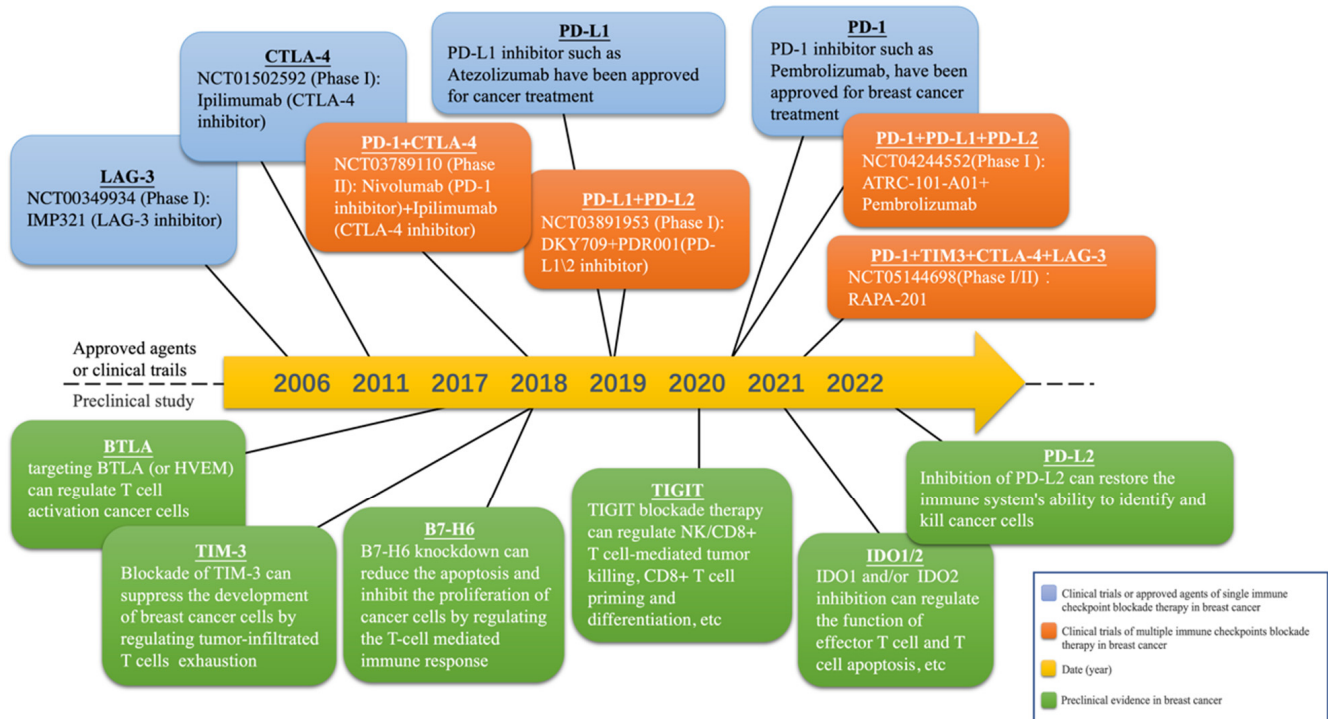 LAG-3
NCT00349934 (Phase I):
IMP321 (LAG-3 inhibitor)
CTLA-4
NCT01502592 (Phase I):
Ipilimumab (CTLA-4
inhibitor)
PD-1+CTLA-4
NCT03789110 (Phase
II): Nivolumab (PD-1
inhibitor)+Ipilimumab
(CTLA-4 inhibitor)
PD-L1
PD-L1 inhibitor such as
Atezolizumab have been approved
for cancer treatment
PD-L1+PD-L2
NCT03891953 (Phase I):
DKY709+PDR001(PD-
L1\2 inhibitor)
PD-1
PD-1 inhibitor such as
Pembrolizumab, have been
approved for breast cancer
treatment
PD-1+PD-L1+PD-L2
NCT04244552(Phase I ):
ATRC-101-A01+
Pembrolizumab
PD-1+TIM3+CTLA-4+LAG-3
NCT05144698(Phase I/II) :
RAPA-201
Approved agents
or clinical trails
Preclinical study
2006 2011 2017 2018 2019 2020 2021 2022
BTLA
targeting BTLA (or HVEM)
can regulate T cell
activation cancer cells
TIM-3
Blockade of TIM-3 can
suppress the development
of breast cancer cells by
regulating tumor-infiltrated
T cells exhaustion
B7-H6
B7-H6 knockdown can
reduce the apoptosis and
inhibit the proliferation of
cancer cells by regulating
the T-cell mediated
immune response
TIGIT
TIGIT blockade therapy
can regulate NK/CD8+
T cell-mediated tumor
killing, CD8+ T cell
priming and
differentiation, etc
IDO1/2
IDO1 and/or IDO2
inhibition can regulate
the function of
effector T cell and T
cell apoptosis, etc
PD-L2
Inhibition of PD-L2 can restore the
immune system's ability to identify and
kill cancer cells
Clinical trials or approved agents of single immune
checkpoint blockade therapy in breast cancer
Clinical trials of multiple immune checkpoints blockade
therapy in breast cancer
Date (year)
Preclinical evidence in breast cancer